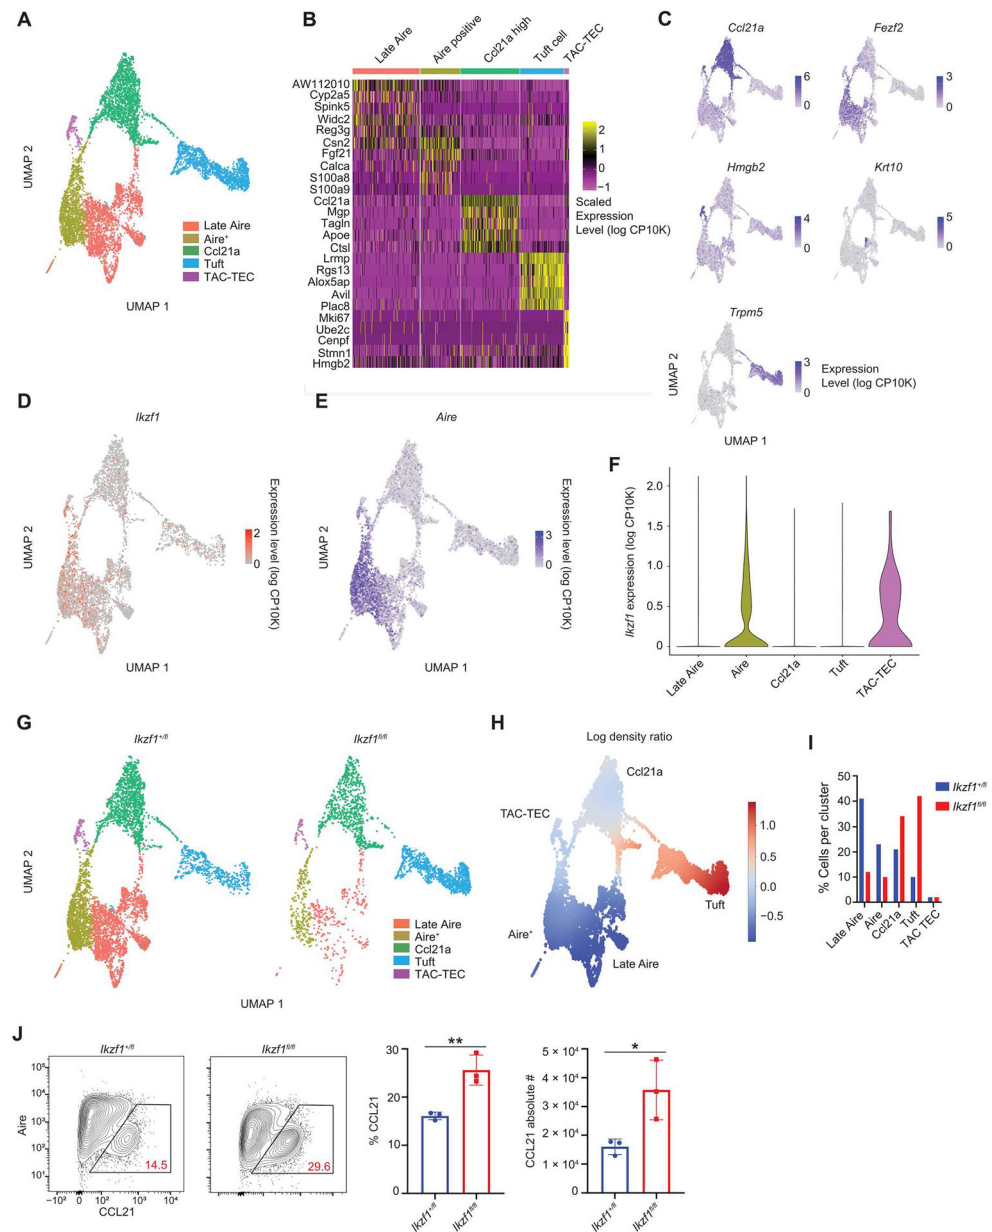 A
UMAP 2
UMAP 1
Late Aire
Aire⁺
Ccl21a
Tuft
TAC-TEC
B
Late Aire
Aire positive
Ccl21a high
Tuft cell
TAC-TEC
AW112010
Cyp2a5
Spink5
Wfdc2
Reg3g
Csn2
Fgf21
Calca
S100a8
S100a9
Ccl21a
Mgp
Tagln
Apoe
Ctsl
Lrmp
Rgs13
Alox5ap
Avil
Plac8
Mki67
Ube2c
Cenpf
Stmn1
Hmgb2
2
1
0
−1
Scaled
Expression
Level (log CP10K)
C
Ccl21a
6
0
Fezf2
3
0
Hmgb2
4
0
Krt10
5
0
Trpm5
3
0
Expression
Level (log CP10K)
UMAP 2
UMAP 1
D
Ikzf1
UMAP 2
UMAP 1
2
0
Expression level (log CP10K)
E
Aire
UMAP2
UMAP 1
3
0
Expression level (log CP10K)
F
Ikzf1 expression (log CP10K)
2.0
1.5
1.0
0.5
0
Late Aire
Aire
Ccl21a
Tuft
TAC-TEC
G
Ikzf1+/fl
Ikzf1fl/fl
UMAP 2
UMAP 1
Late Aire
Aire⁺
Ccl21a
Tuft
TAC-TEC
H
Log density ratio
Ccl21a
TAC-TEC
Tuft
Aire⁺
Late Aire
1.0
0.5
0.0
−0.5
I
Ikzf1+/fl
Ikzf1fl/fl
% Cells per cluster
50
40
30
20
10
0
Late Aire
Aire
Ccl21a
Tuft
TAC TEC
J
Ikzf1+/fl
Ikzf1fl/fl
Aire
10⁵
10⁴
10³
10²
10¹
14.5
29.6
−10² 0 10² 10³ 10⁴
CCL21
% CCL21
30
20
10
0
**
Ikzf1+/fl
Ikzf1fl/fl
CCL21 absolute #
5 × 10⁴
4 × 10⁴
3 × 10⁴
2 × 10⁴
1 × 10⁴
0
*
Ikzf1+/fl
Ikzf1fl/fl